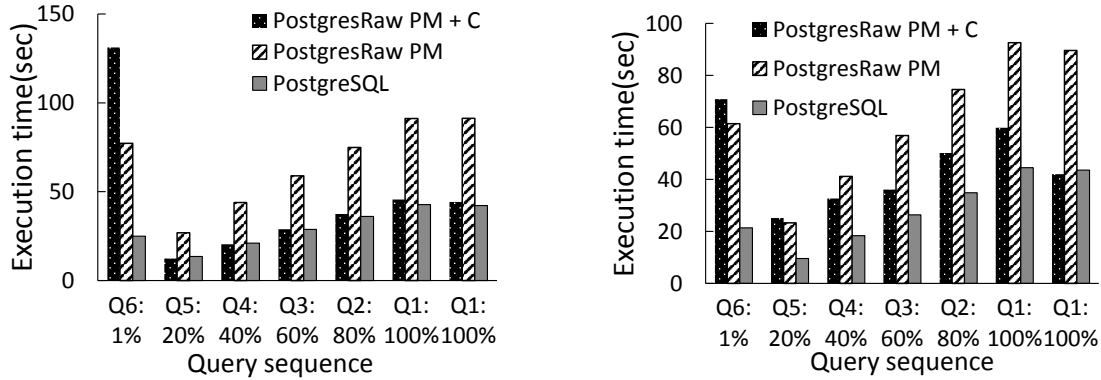 Execution time(sec)
150
100
50
0
PostgresRaw PM + C
PostgresRaw PM
PostgreSQL
Q6: Q5: Q4: Q3: Q2: Q1: Q1:
1% 20% 40% 60% 80% 100% 100%
Query sequence
Execution time(sec)
100
80
60
40
20
0
PostgresRaw PM + C
PostgresRaw PM
PostgreSQL
Q6: Q5: Q4: Q3: Q2: Q1: Q1:
1% 20% 40% 60% 80% 100% 100%
Query sequence